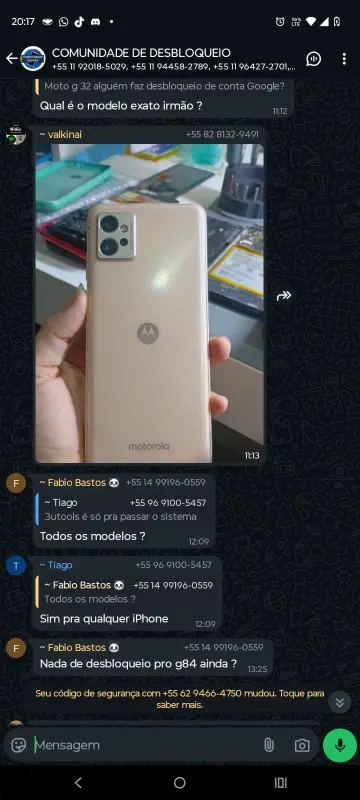 20:17
COMUNIDADE DE DESBLOQUEIO
+55 11 92018-5029, +55 11 94458-2789, +55 11 96427-2701,...
Moto g 32 alguém faz desbloqueio de conta Google?
Qual é o modelo exato irmão ?
11:12
~ valkinai +55 82 8132-9491
motorola
11:13
F
~ Fabio Bastos 💀 +55 14 99196-0559
~ Tiago +55 96 9100-5457
3utools é só pra passar o sistema
Todos os modelos ?
12:09
T
~ Tiago +55 96 9100-5457
~ Fabio Bastos 💀 +55 14 99196-0559
Todos os modelos ?
Sim pra qualquer iPhone
12:09
F
~ Fabio Bastos 💀 +55 14 99196-0559
Nada de desbloqueio pro g84 ainda ?
13:25
Seu código de segurança com +55 62 9466-4750 mudou. Toque para
saber mais.
Mensagem